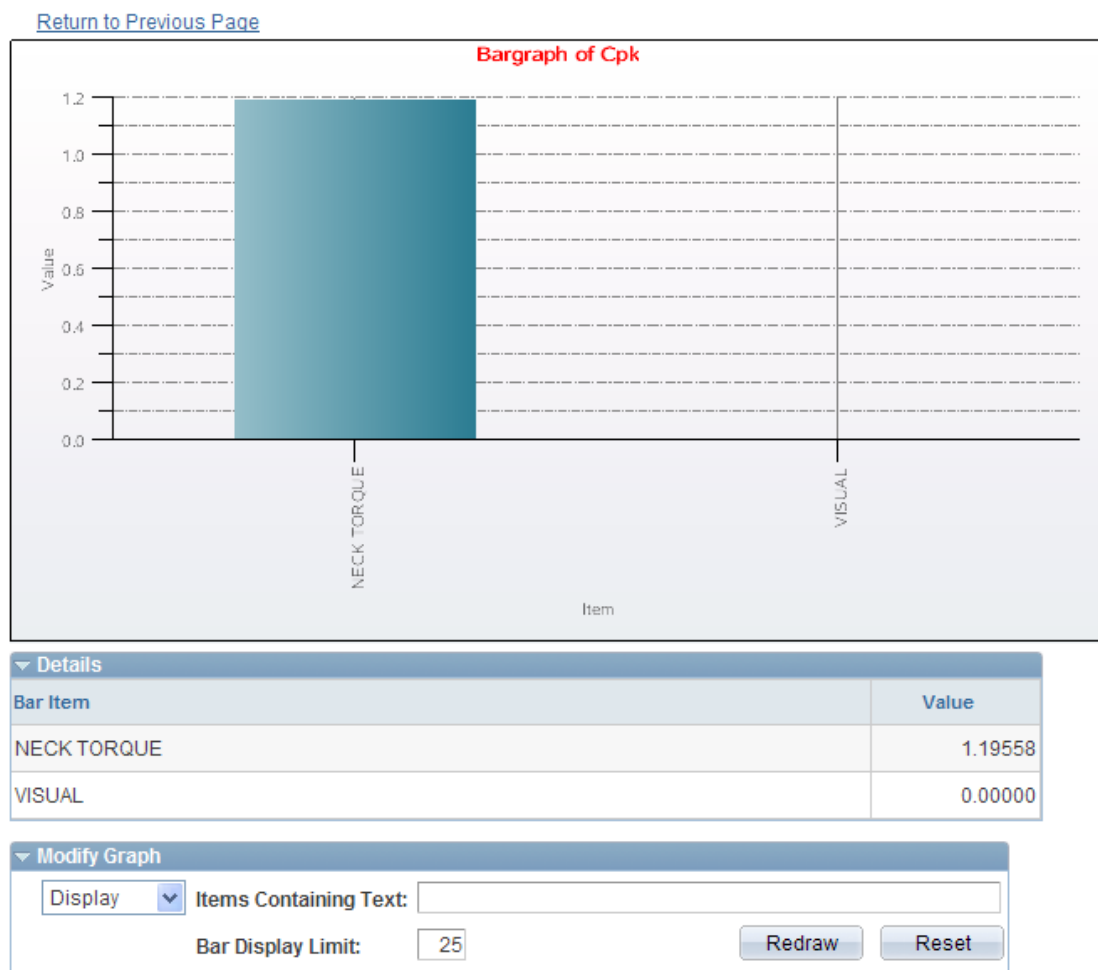 Return to Previous Page
Bargraph of Cpk
1.2
1.0
0.8
0.6
0.4
0.2
0.0
Value
NECK TORQUE
VISUAL
Item
Details
Bar Item Value
NECK TORQUE 1.19558
VISUAL 0.00000
Modify Graph
Display Items Containing Text:
Bar Display Limit: 25 Redraw Reset